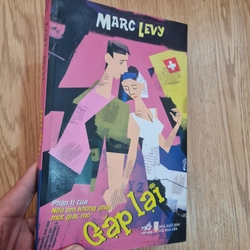 MARC LEVY
Phần II của
Nếu em không phải
một giấc mơ
Gặp lại